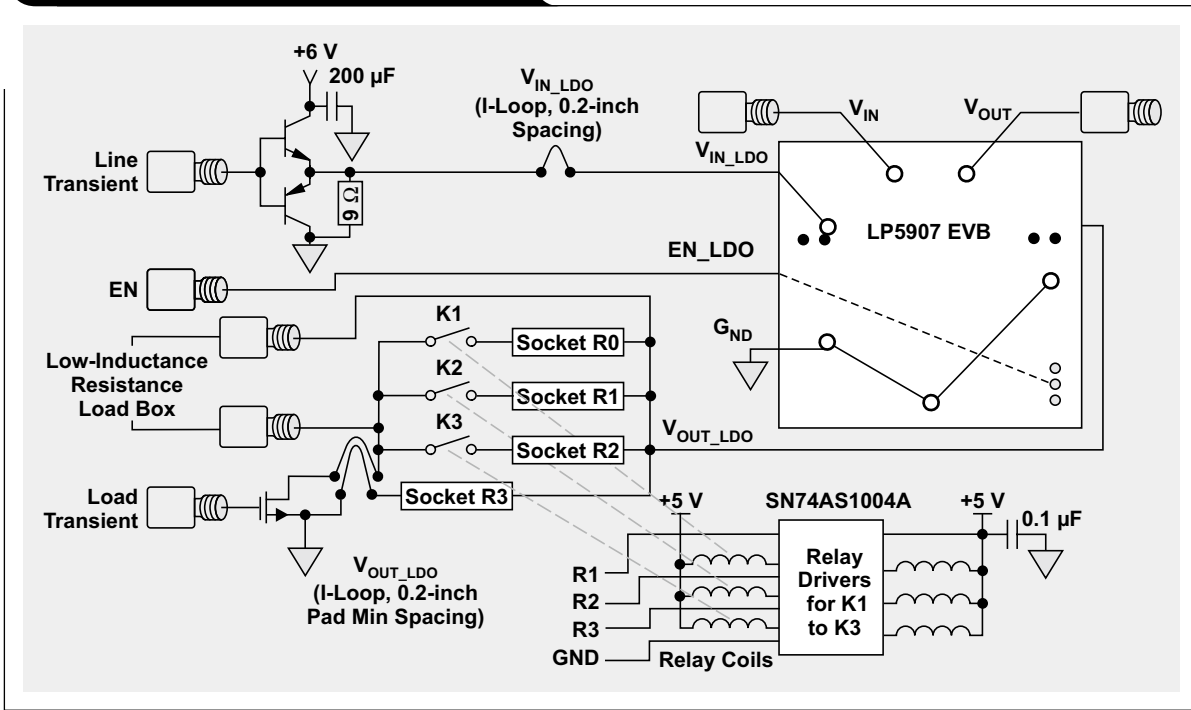 +6 V
200 µF
V_IN_LDO
(I-Loop, 0.2-inch
Spacing)
Line
Transient
9 Ω
V_IN
V_OUT
V_IN_LDO
LP5907 EVB
EN_LDO
EN
G_ND
Low-Inductance
Resistance
Load Box
K1
Socket R0
K2
Socket R1
K3
Socket R2
V_OUT_LDO
Socket R3
Load
Transient
V_OUT_LDO
(I-Loop, 0.2-inch
Pad Min Spacing)
+5 V
SN74AS1004A
+5 V
0.1 µF
R1
R2
R3
GND
Relay Coils
Relay
Drivers
for K1
to K3